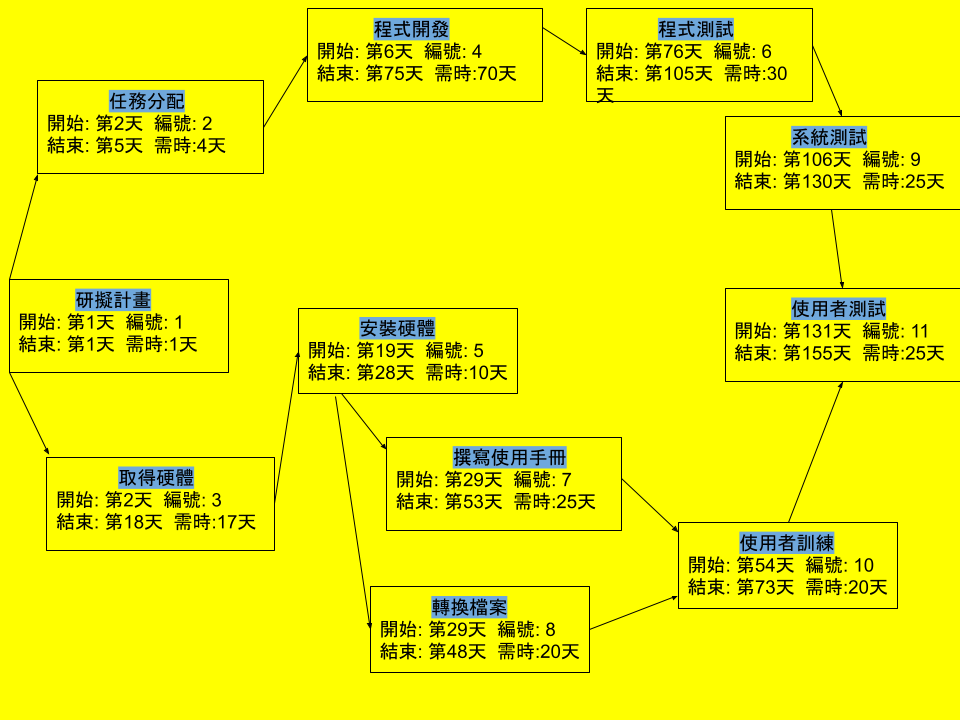 程式開發
開始: 第6天 編號: 4
結束: 第75天 需時:70天
程式測試
開始: 第76天 編號: 6
結束: 第105天 需時:30
天
任務分配
開始: 第2天 編號: 2
結束: 第5天 需時:4天
系統測試
開始: 第106天 編號: 9
結束: 第130天 需時:25天
研擬計畫
開始: 第1天 編號: 1
結束: 第1天 需時:1天
安裝硬體
開始: 第19天 編號: 5
結束: 第28天 需時:10天
使用者測試
開始: 第131天 編號: 11
結束: 第155天 需時:25天
取得硬體
開始: 第2天 編號: 3
結束: 第18天 需時:17天
撰寫使用手冊
開始: 第29天 編號: 7
結束: 第53天 需時:25天
使用者訓練
開始: 第54天 編號: 10
結束: 第73天 需時:20天
轉換檔案
開始: 第29天 編號: 8
結束: 第48天 需時:20天